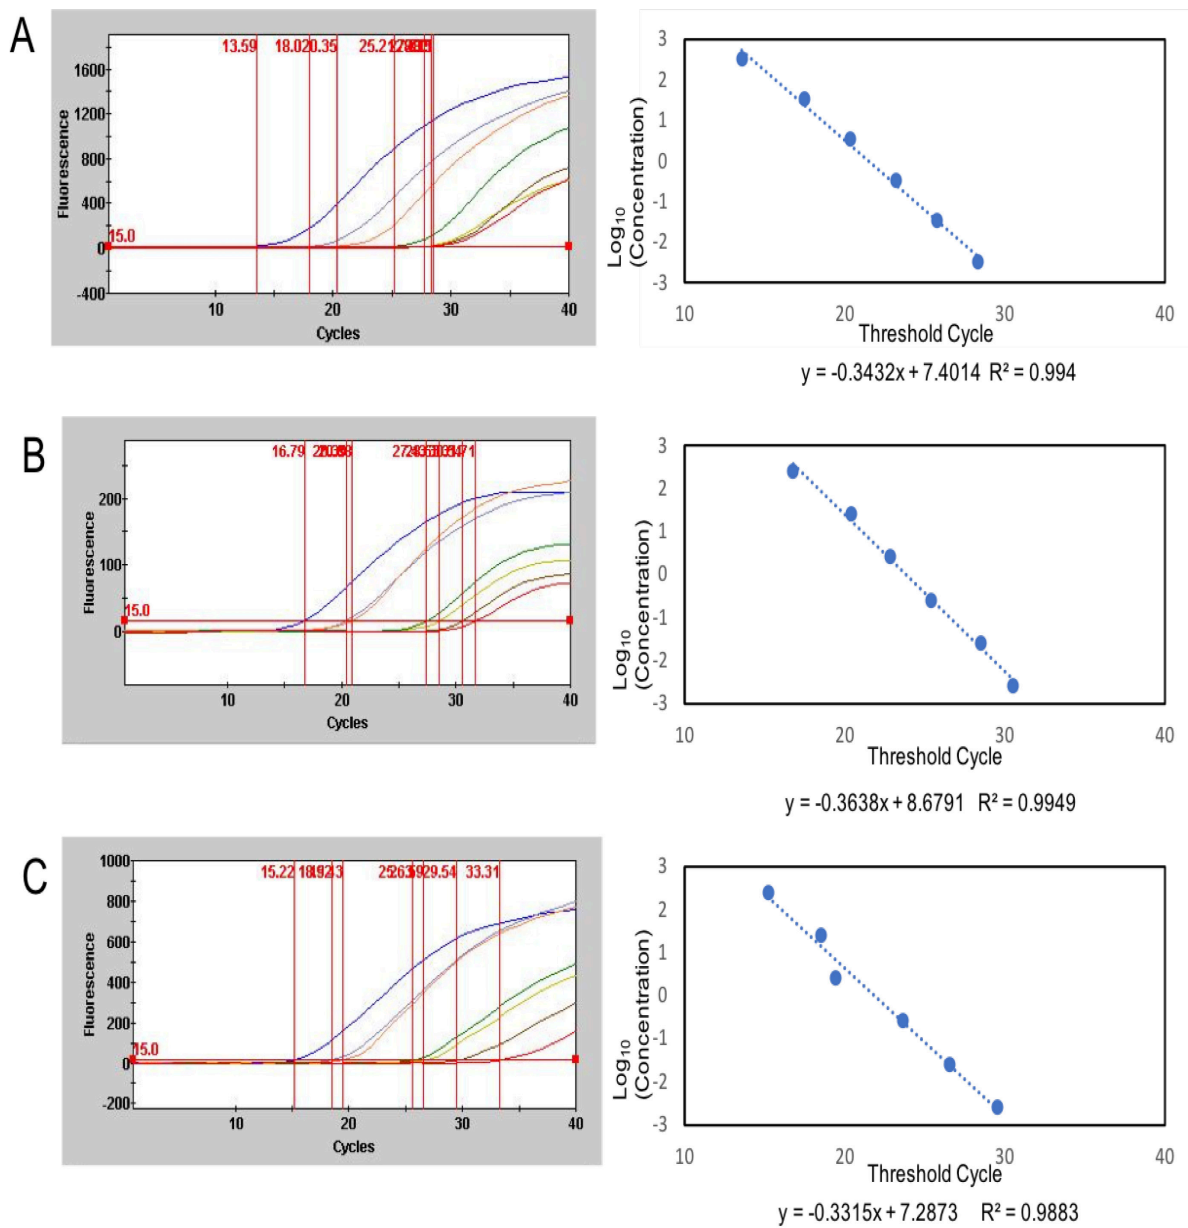 A
13.59 18.02 20.35
1600
1200
800
400
0
-400
15.0
Fluorescence
10 20 30 40
Cycles
3
2
1
0
-1
-2
-3
Log10
(Concentration)
10 20 30 40
Threshold Cycle
y = -0.3432x + 7.4014 R² = 0.994
B
16.79
200
100
0
15.0
Fluorescence
10 20 30 40
Cycles
3
2
1
0
-1
-2
-3
Log10
(Concentration)
10 20 30 40
Threshold Cycle
y = -0.3638x + 8.6791 R² = 0.9949
C
15.22 29.54 33.31
1000
800
600
400
200
0
-200
15.0
Fluorescence
10 20 30 40
Cycles
3
2
1
0
-1
-2
-3
Log10
(Concentration)
10 20 30 40
Threshold Cycle
y = -0.3315x + 7.2873 R² = 0.9883